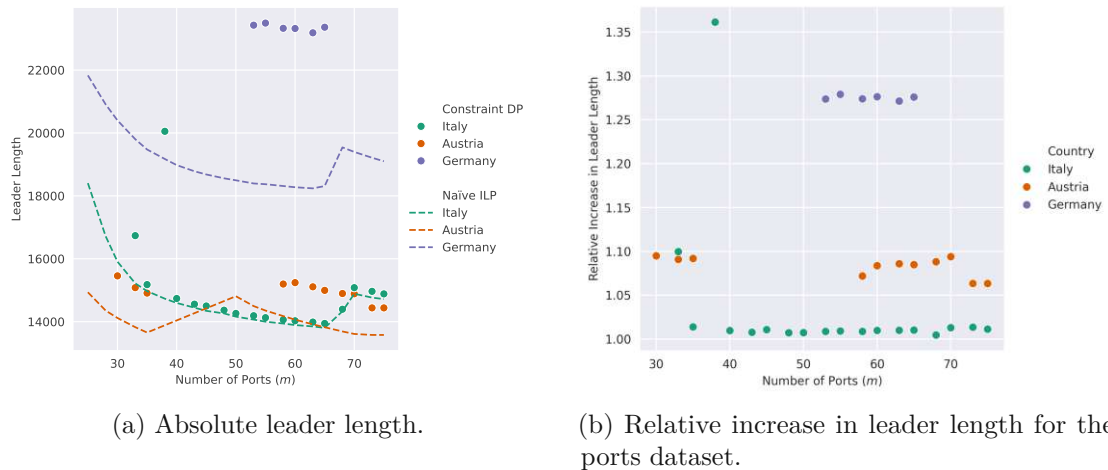 22000
20000
18000
16000
14000
30
40
50
60
70
Leader Length
Number of Ports (m)
Constraint DP
Italy
Austria
Germany
Naïve ILP
Italy
Austria
Germany
(a) Absolute leader length.
1.35
1.30
1.25
1.20
1.15
1.10
1.05
1.00
30
40
50
60
70
Relative Increase in Leader Length
Number of Ports (m)
Country
Italy
Austria
Germany
(b) Relative increase in leader length for the
ports dataset.